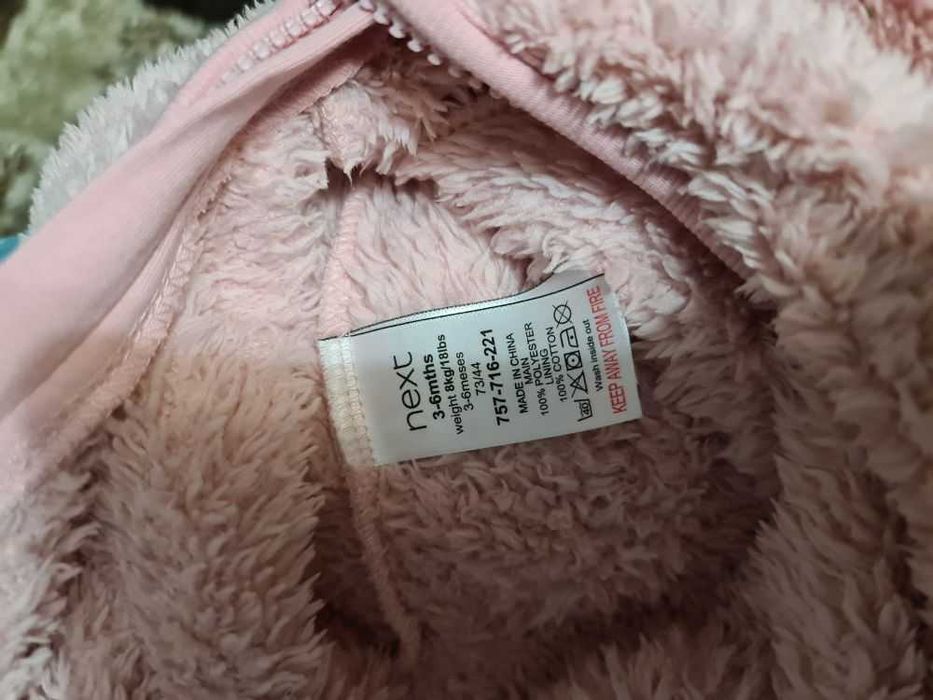 next
3-6mths
weight 8kg/18lbs
3-6meses
73/44
757-716-221
MADE IN CHINA
MAIN
100% POLYESTER
LINING
100% COTTON
40
Wash inside out
KEEP AWAY FROM FIRE